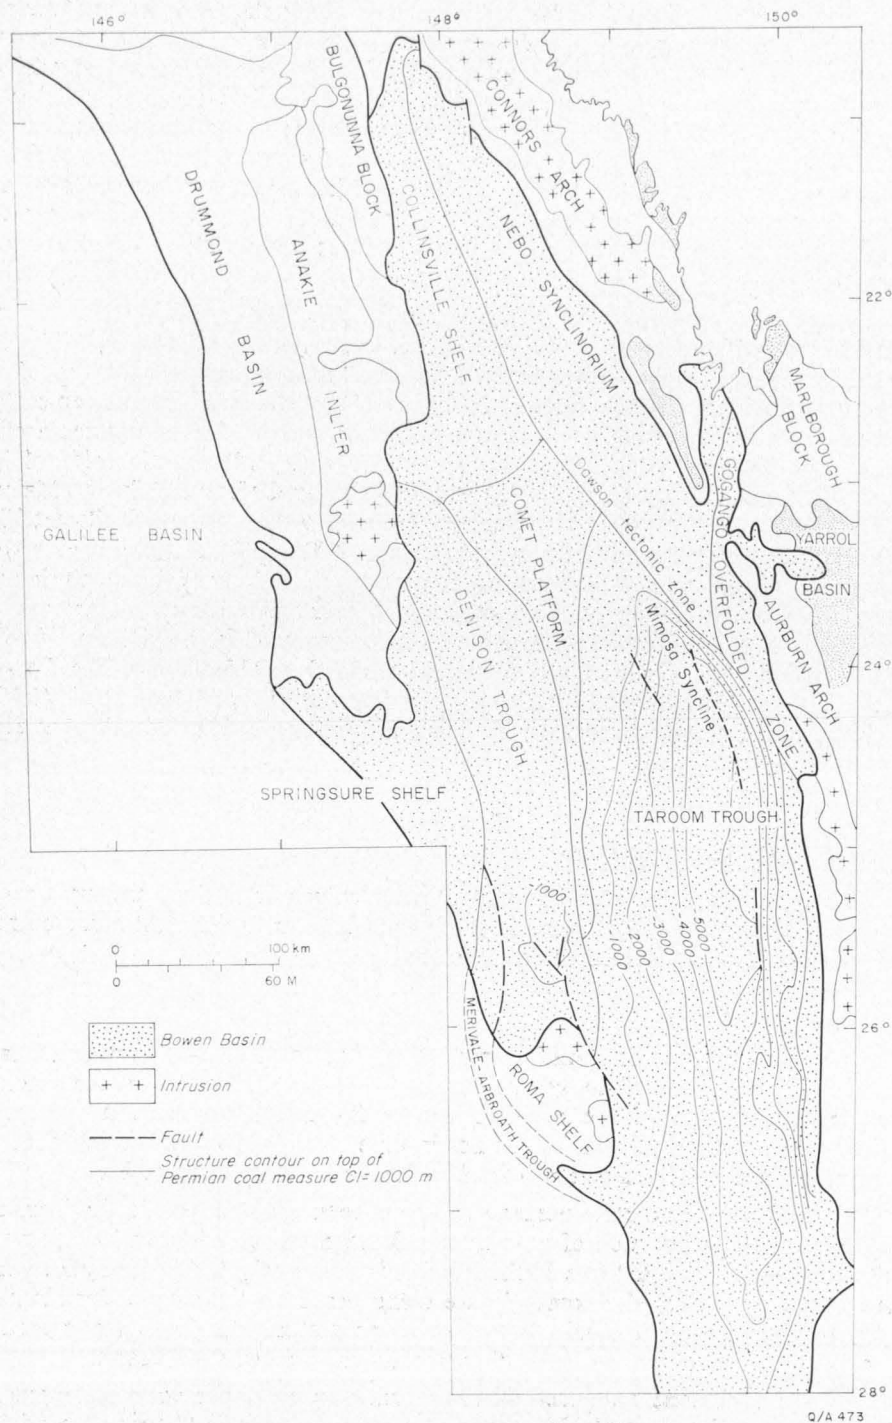 146°
148°
150°
BULGONUNNA BLOCK
CONNORS ARCH
DRUMMOND BASIN
ANAKIE INLIER
COLLINSVILLE SHELF
NEBO SYNCLINORIUM
22°
MARLBOROUGH
BLOCK
GOGANGO OVERFOLDED ZONE
Dawson tectonic zone
COMET PLATFORM
GALILEE BASIN
YARROL
BASIN
DENISON TROUGH
Mimosa Syncline
AURBURN ARCH
24°
SPRINGSURE SHELF
TAROOM TROUGH
-1000
1000
2000
3000
4000
5000
0 100 km
0 60 M
MERIVALE-ARBROATH TROUGH
26°
ROMA SHELF
Bowen Basin
+ + Intrusion
Fault
Structure contour on top of
Permian coal measure CI= 1000 m
28°
Q/A 473